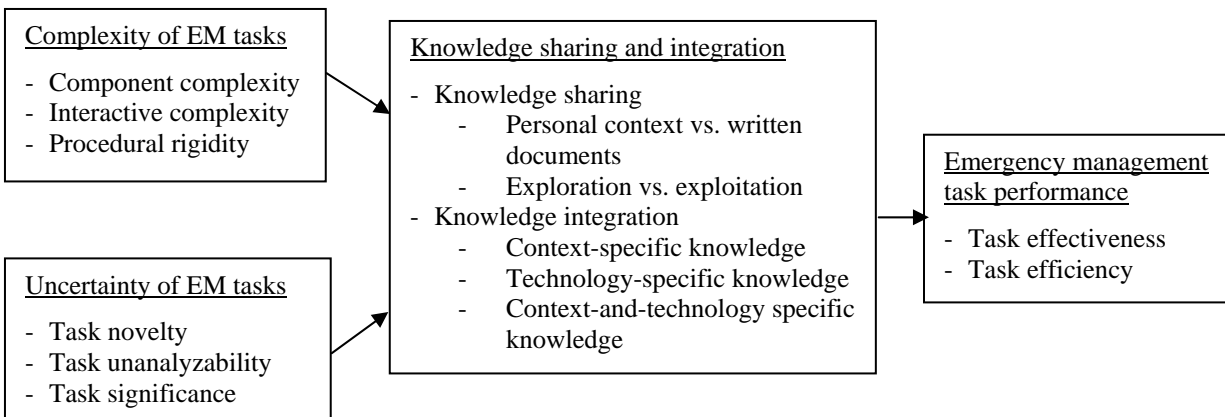 Complexity of EM tasks
- Component complexity
- Interactive complexity
- Procedural rigidity
Uncertainty of EM tasks
- Task novelty
- Task unanalyzability
- Task significance
Knowledge sharing and integration
- Knowledge sharing
- Personal context vs. written
documents
- Exploration vs. exploitation
- Knowledge integration
- Context-specific knowledge
- Technology-specific knowledge
- Context-and-technology specific
knowledge
Emergency management
task performance
- Task effectiveness
- Task efficiency